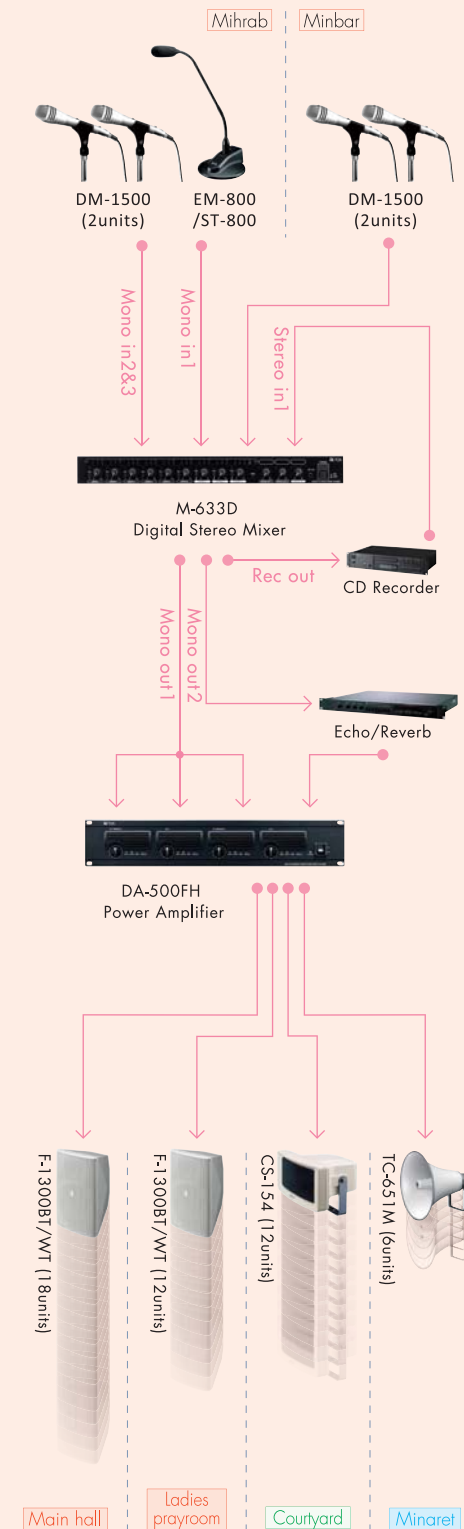 Mihrab
Minbar
DM-1500
(2units)
EM-800
/ST-800
DM-1500
(2units)
Mono in2&3
Mono in1
Stereo in1
M-633D
Digital Stereo Mixer
Rec out
CD Recorder
Mono out1
Mono out2
Echo/Reverb
DA-500FH
Power Amplifier
F-1300BT/WT (18units)
F-1300BT/WT (12units)
CS-154 (12units)
TC-651M (6units)
Main hall
Ladies
prayroom
Courtyard
Minaret